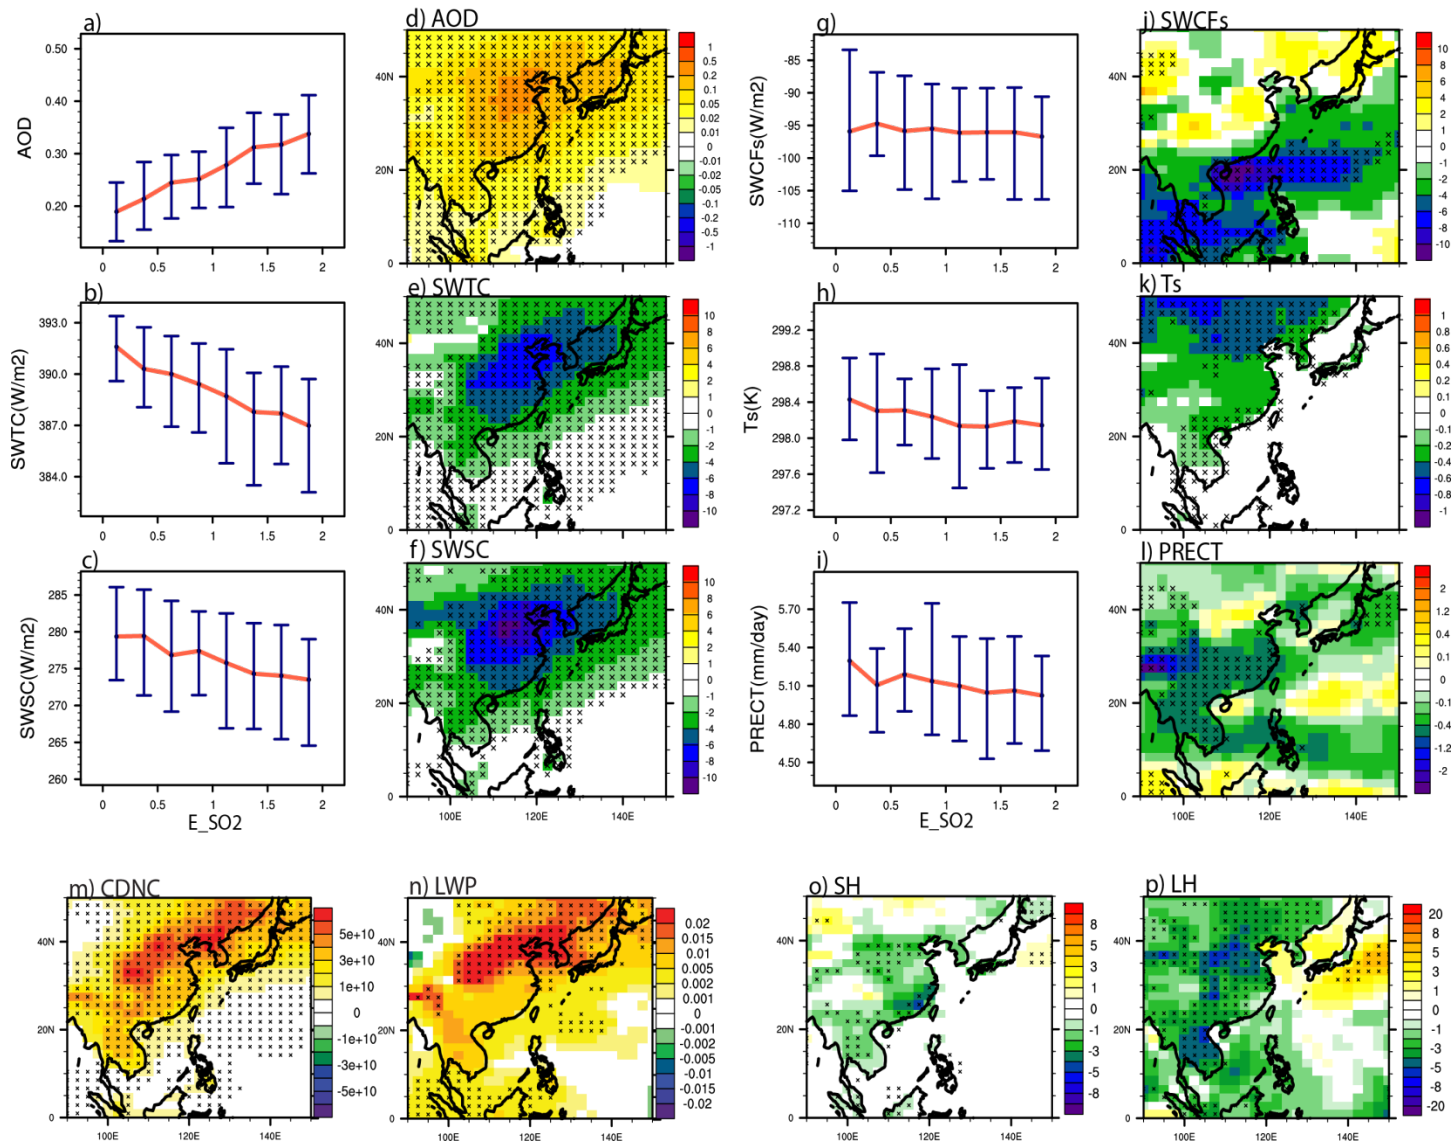 a)
AOD
0.50
0.40
0.30
0.20
0
0.5
1
1.5
2
d) AOD
40N
20N
0
1
0.5
0.2
0.1
0.05
0.02
0.01
0
-0.01
-0.02
-0.05
-0.1
-0.2
-0.5
-1
g)
SWCFs(W/m2)
-85
-90
-95
-100
-105
-110
0
0.5
1
1.5
2
j) SWCFs
40N
20N
0
10
8
6
4
2
1
0
-1
-2
-4
-6
-8
-10
b)
SWTC(W/m2)
393.0
390.0
387.0
384.0
0
0.5
1
1.5
2
e) SWTC
40N
20N
0
10
8
6
4
2
1
0
-1
-2
-4
-6
-8
-10
h)
Ts(K)
299.2
298.8
298.4
298.0
297.6
297.2
0
0.5
1
1.5
2
k) Ts
40N
20N
0
1
0.8
0.6
0.4
0.2
0.1
0
-0.1
-0.2
-0.4
-0.6
-0.8
-1
c)
SWSC(W/m2)
285
280
275
270
265
260
0
0.5
1
1.5
2
E_SO2
f) SWSC
40N
20N
0
100E
120E
140E
10
8
6
4
2
1
0
-1
-2
-4
-6
-8
-10
i)
PRECT(mm/day)
5.70
5.40
5.10
4.80
4.50
0
0.5
1
1.5
2
E_SO2
l) PRECT
40N
20N
0
100E
120E
140E
2
1.2
0.4
0.1
0
-0.1
-0.4
-1.2
-2
m) CDNC
40N
20N
0
100E
120E
140E
5e+10
3e+10
1e+10
0
-1e+10
-3e+10
-5e+10
n) LWP
40N
20N
0
100E
120E
140E
0.02
0.015
0.01
0.005
0.002
0.001
0
-0.001
-0.002
-0.005
-0.01
-0.015
-0.02
o) SH
40N
20N
0
100E
120E
140E
8
5
3
1
0
-1
-3
-5
-8
p) LH
40N
20N
0
100E
120E
140E
20
8
5
3
1
0
-1
-3
-5
-8
-20